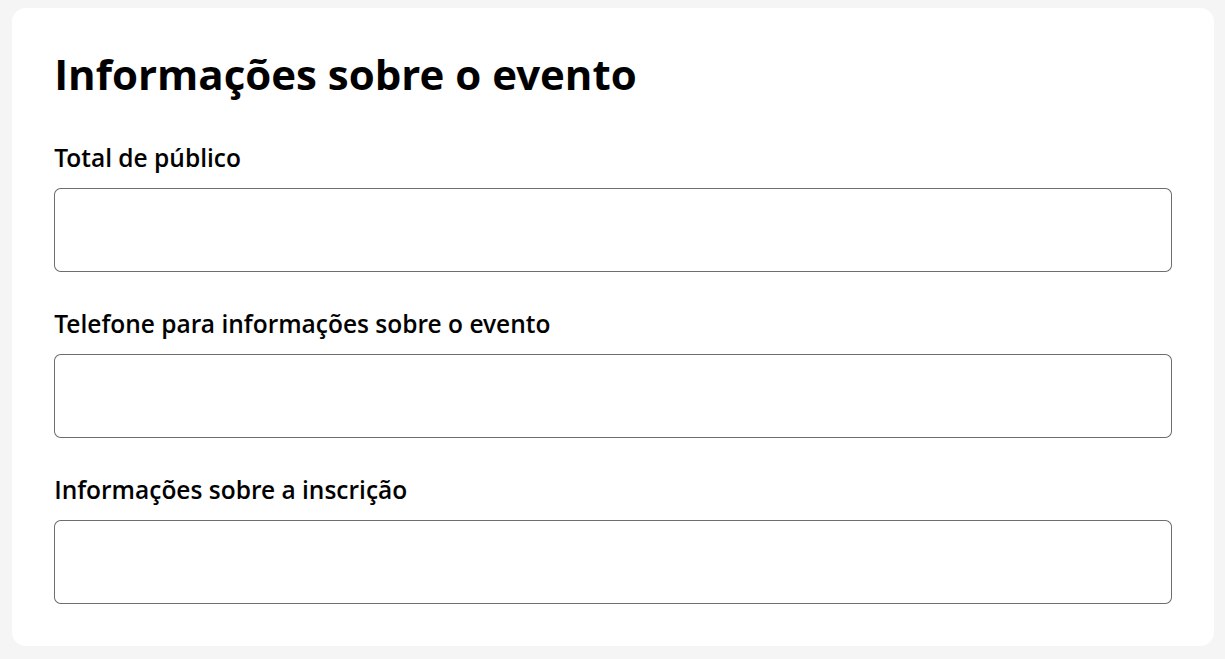 Informações sobre o evento
Total de público
Telefone para informações sobre o evento
Informações sobre a inscrição